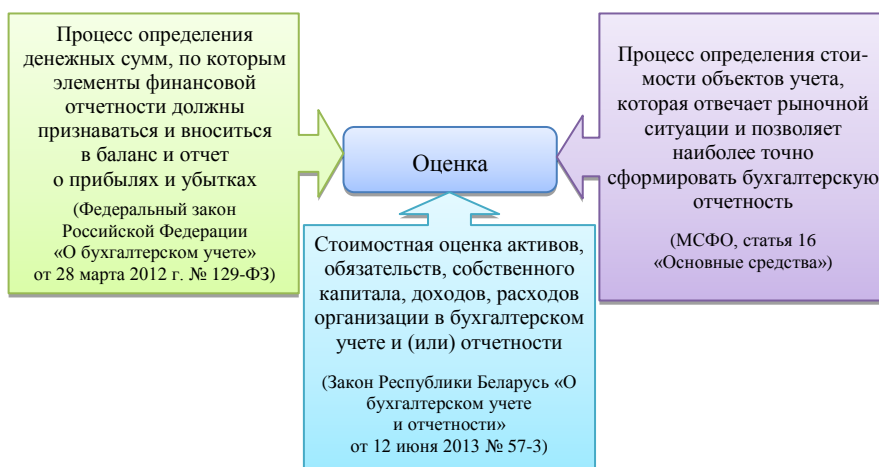 Процесс определения
денежных сумм, по которым
элементы финансовой
отчетности должны
признаваться и вноситься
в баланс и отчет
о прибылях и убытках
(Федеральный закон
Российской Федерации
«О бухгалтерском учете»
от 28 марта 2012 г. № 129-ФЗ)
Оценка
Стоимостная оценка активов,
обязательств, собственного
капитала, доходов, расходов
организации в бухгалтерском
учете и (или) отчетности
(Закон Республики Беларусь «О
бухгалтерском учете
и отчетности»
от 12 июня 2013 № 57-З)
Процесс определения стои-
мости объектов учета,
которая отвечает рыночной
ситуации и позволяет
наиболее точно
сформировать бухгалтерскую
отчетность
(МСФО, статья 16
«Основные средства»)